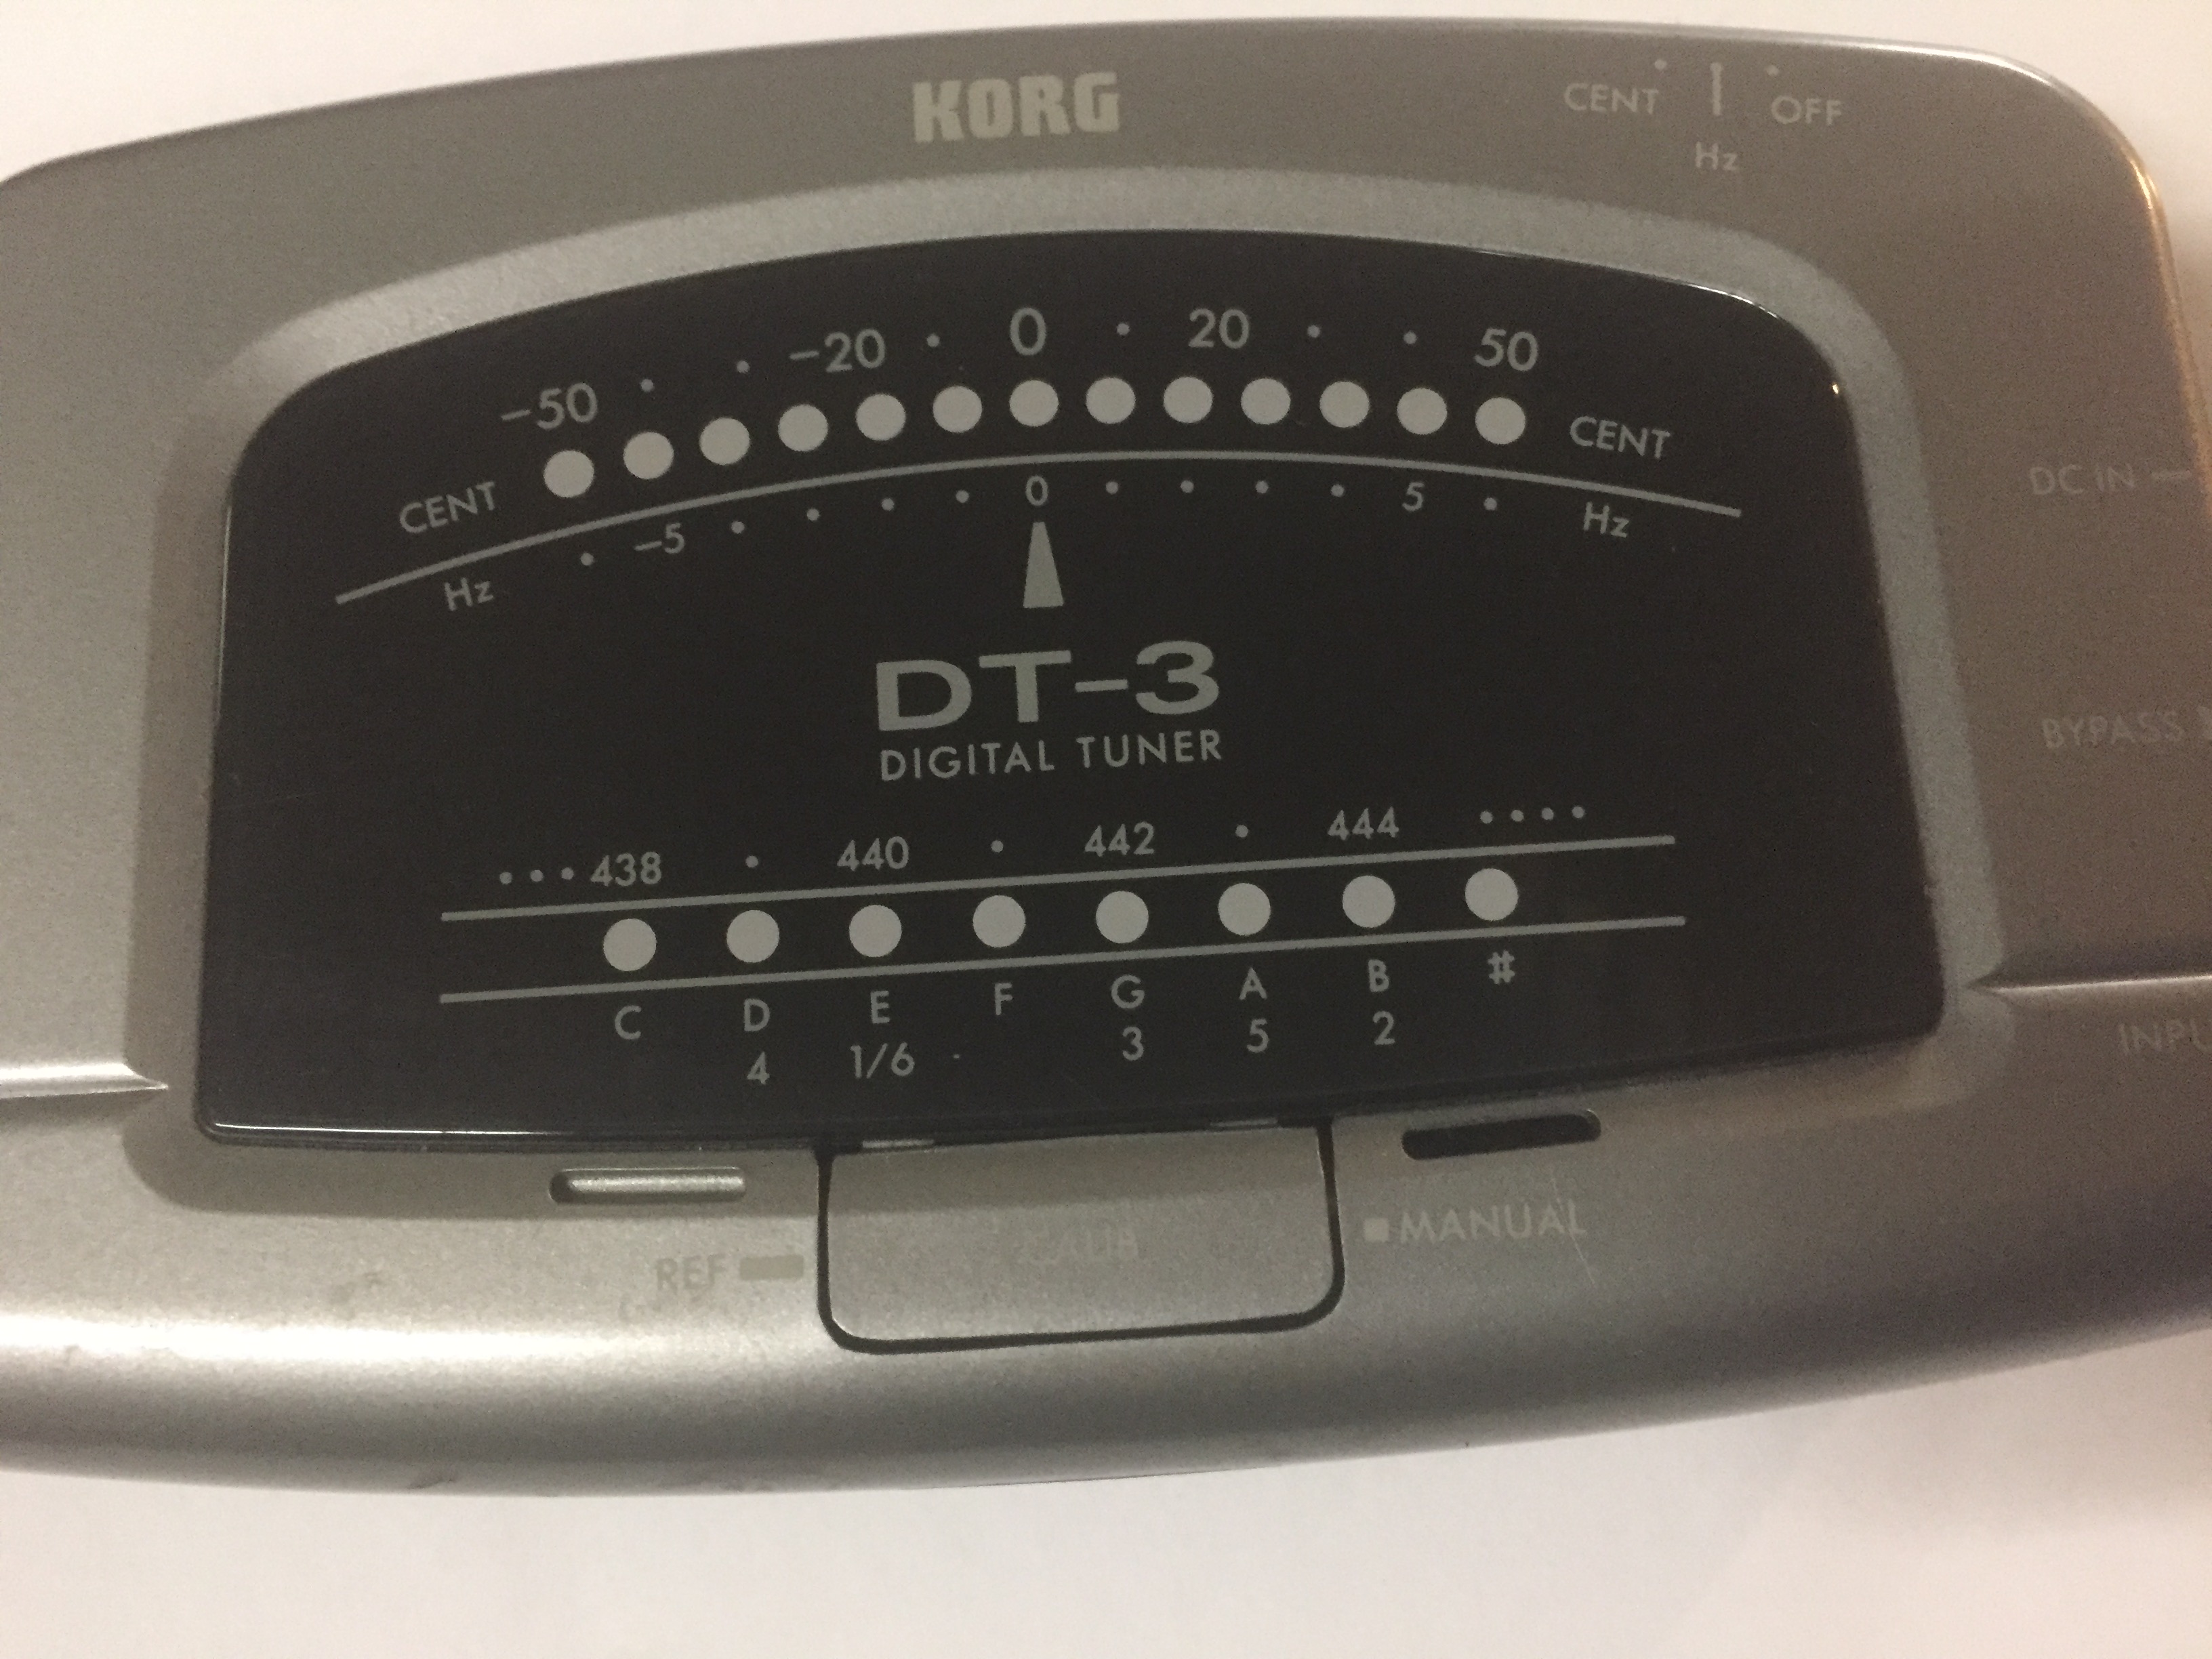 KORG
CENT OFF
Hz
-50 -20 0 20 50
CENT CENT
-5 0 5
Hz Hz
DC IN
DT-3
DIGITAL TUNER
BYPASS
438 440 442 444
C D E F G A B #
4 1/6 3 5 2
REF CALIB MANUAL